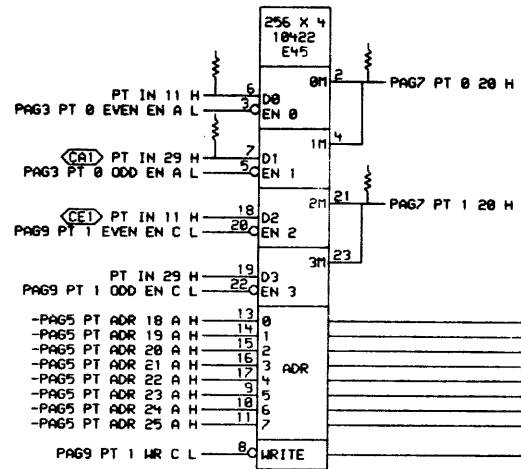 256 X 4
10422
E45
0M 2 PAG7 PT 0 20 H
PT IN 11 H 6 D0
PAG3 PT 0 EVEN EN A L 3 EN 0
1M 4
CA1 PT IN 29 H 7 D1
PAG3 PT 0 ODD EN A L 5 EN 1
2M 21 PAG7 PT 1 20 H
CE1 PT IN 11 H 18 D2
PAG9 PT 1 EVEN EN C L 20 EN 2
3M 23
PT IN 29 H 19 D3
PAG9 PT 1 ODD EN C L 22 EN 3
-PAG5 PT ADR 18 A H 13 0
-PAG5 PT ADR 19 A H 14 1
-PAG5 PT ADR 20 A H 15 2
-PAG5 PT ADR 21 A H 16 3 ADR
-PAG5 PT ADR 22 A H 17 4
-PAG5 PT ADR 23 A H 9 5
-PAG5 PT ADR 24 A H 10 6
-PAG5 PT ADR 25 A H 11 7
PAG9 PT 1 WR C L 8 WRITE